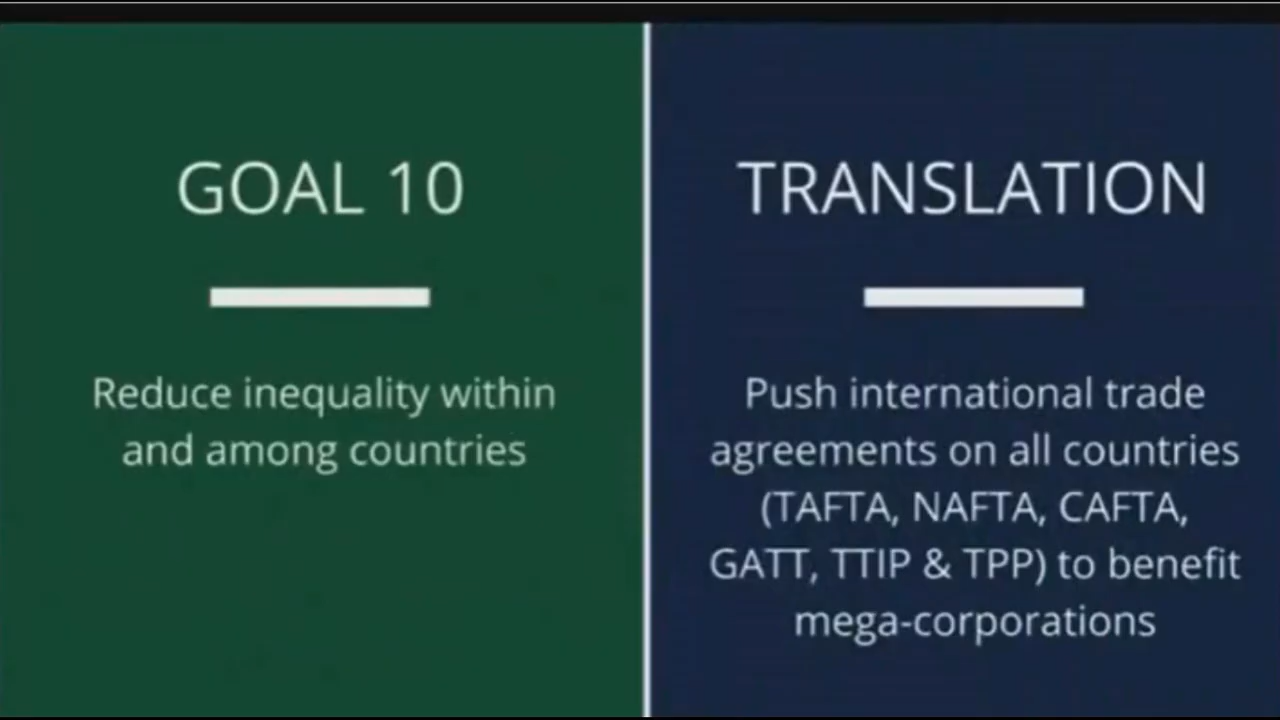 GOAL 10
Reduce inequality within
and among countries
TRANSLATION
Push international trade
agreements on all countries
(TAFTA, NAFTA, CAFTA,
GATT, TTIP & TPP) to benefit
mega-corporations